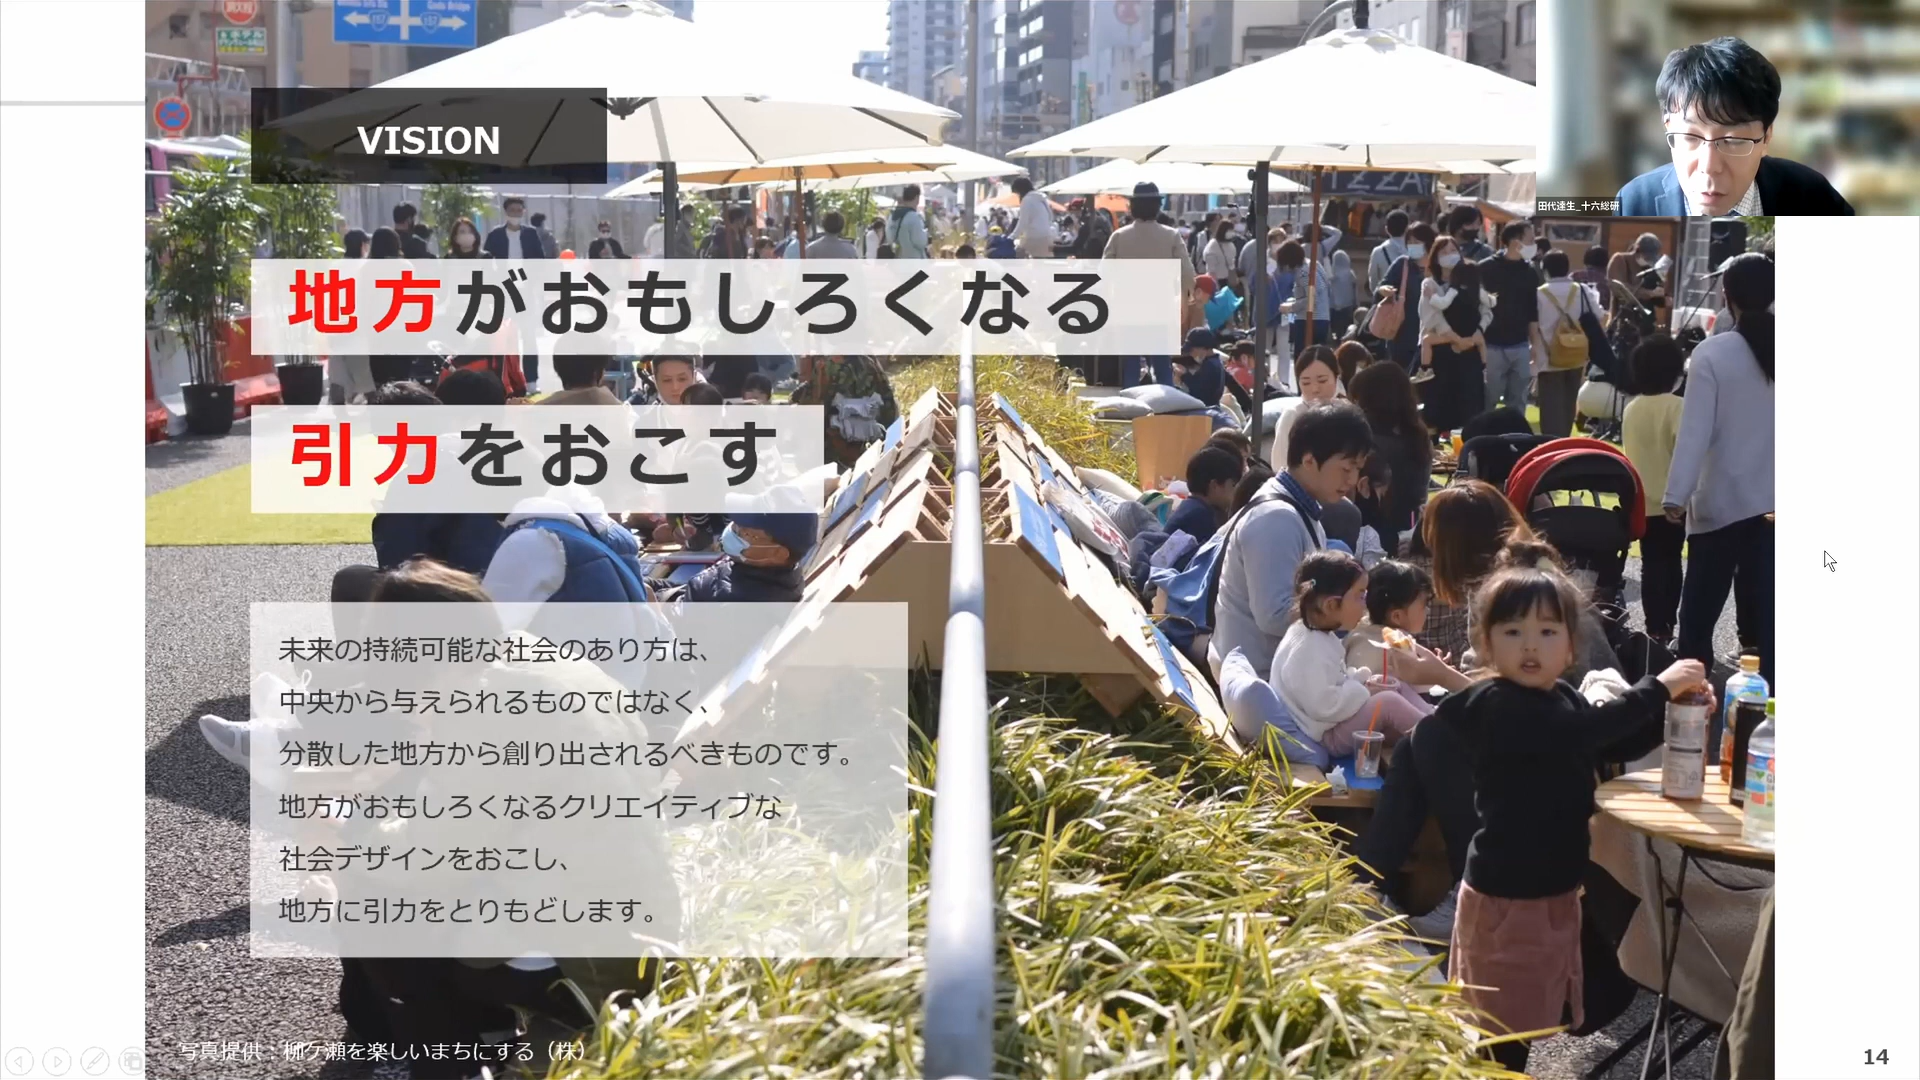 VISION
地方がおもしろくなる
引力をおこす
未来の持続可能な社会のあり方は、
中央から与えられるものではなく、
分散した地方から創り出されるべきものです。
地方がおもしろくなるクリエイティブな
社会デザインをおこし、
地方に引力をとりもどします。
写真提供：柳ケ瀬を楽しいまちにする（株）
田代達生_十六総研
157
157
ホテル
14